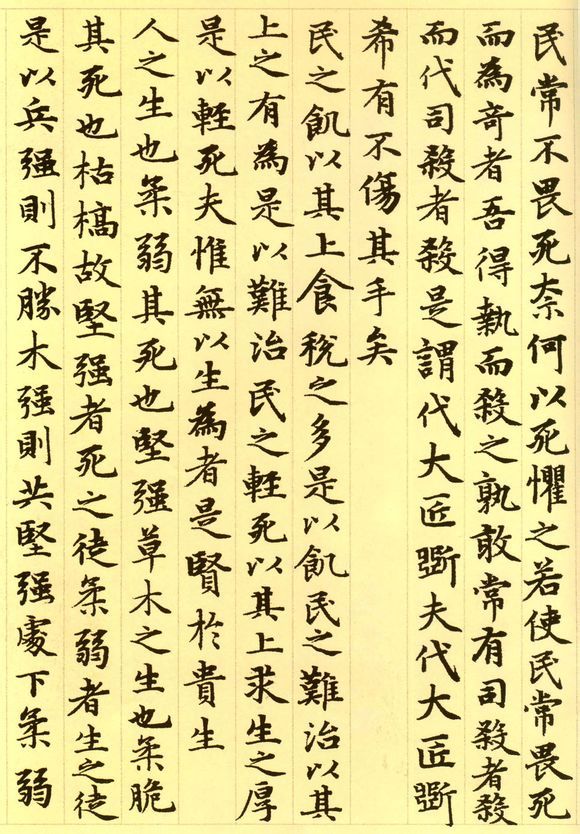 民常不畏死奈何以死懼之若使民常畏死
而為奇者吾得執而殺之孰敢常有司殺者殺
而代司殺者殺是謂代大匠斲夫代大匠斲
希有不傷其手矣
民之飢以其上食稅之多是以飢民之難治以其
上之有為是以難治民之輕死以其上求生之厚
是以輕死夫惟無以生為者是賢於貴生
人之生也柔弱其死也堅强草木之生也柔脆
其死也枯槁故堅强者死之徒柔弱者生之徒
是以兵强則不勝木强則共堅强處下柔弱